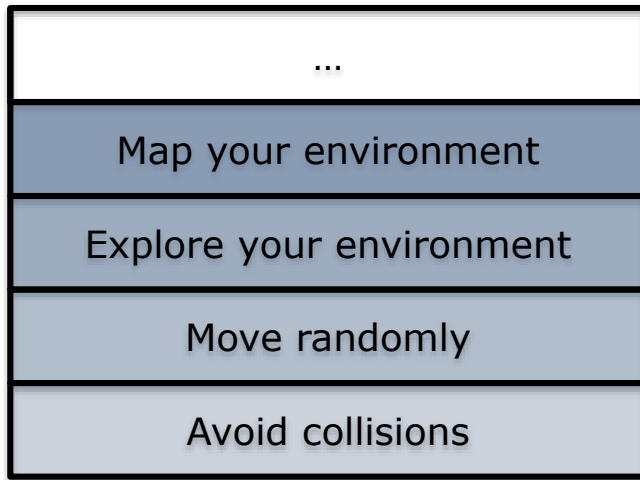 ...
Map your environment
Explore your environment
Move randomly
Avoid collisions